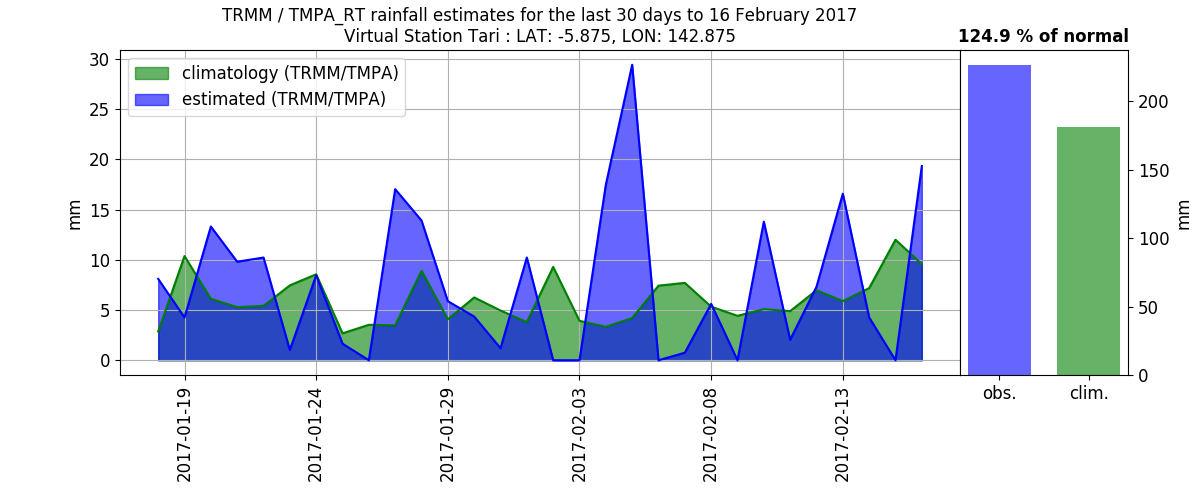 TRMM / TMPA_RT rainfall estimates for the last 30 days to 16 February 2017
Virtual Station Tari : LAT: -5.875, LON: 142.875
124.9 % of normal
climatology (TRMM/TMPA)
estimated (TRMM/TMPA)
mm
30
25
20
15
10
5
0
2017-01-19
2017-01-24
2017-01-29
2017-02-03
2017-02-08
2017-02-13
200
150
100
50
0
mm
obs.
clim.